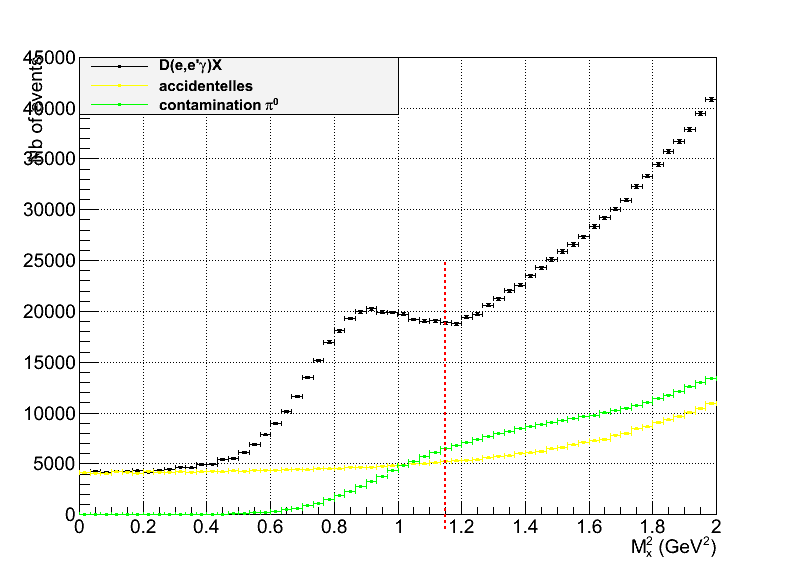 45000
D(e,e'γ)X
accidentelles
contamination π⁰
Nb of events
40000
35000
30000
25000
20000
15000
10000
5000
0
0 0.2 0.4 0.6 0.8 1 1.2 1.4 1.6 1.8 2
M²ₓ (GeV²)